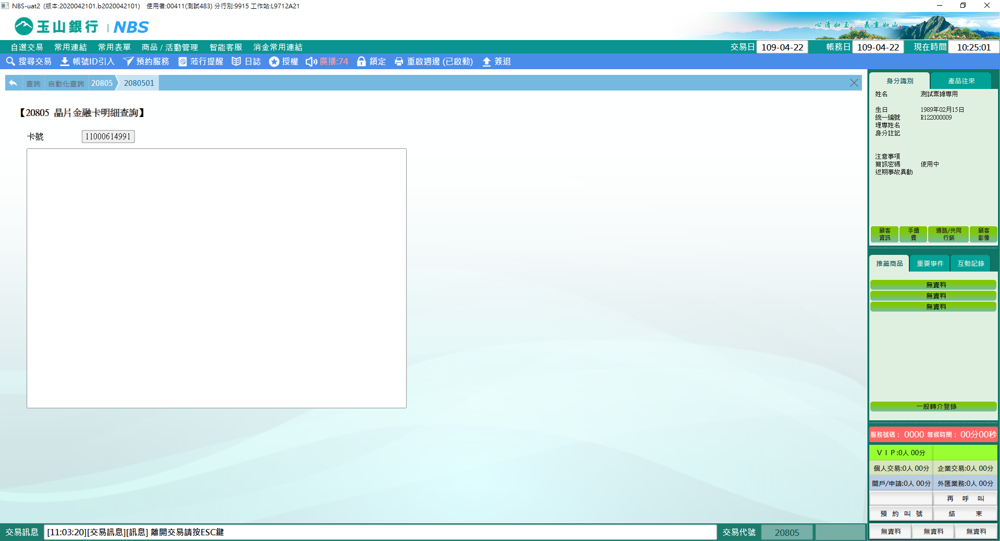 NBS-uat2 (版本:2020042101.b2020042101) 使用者:00411(測試483) 分行別:9915 工作站:L9712A21
玉山銀行 | NBS
心清如玉。義重如山。
自選交易 常用連結 常用表單 商品 / 活動管理 智能客服 消金常用連結 交易日 109-04-22 帳務日 109-04-22 現在時間 10:25:01
搜尋交易 帳號ID引入 預約服務 蒞行提醒 日誌 授權 廣播:74 鎖定 重啟週邊 (已啟動) 簽退
查詢 自動化查詢 20805 2080501
【20805 晶片金融卡明細查詢】
卡號 11000614991
身分識別 產品往來
姓名 測試票據專用
生日 1989年02月15日
統一編號 R122000009
理專姓名
身分註記
注意事項
簡訊密碼 使用中
近期事故異動
顧客資訊 手續費 通路/共同行銷 顧客影像
推薦商品 重要事件 互動記錄
無資料
無資料
無資料
一般轉介登錄
服務號碼： 0000 等候時間： 00分00秒
ＶＩＰ:0人 00分
個人交易:0人 00分 企業交易:0人 00分
開戶/申請:0人 00分 外匯業務:0人 00分
再 呼 叫
預 約 叫 號 結 束
無資料 無資料 無資料
交易訊息 [11:03:20][交易訊息][訊息] 離開交易請按ESC鍵 交易代號 20805